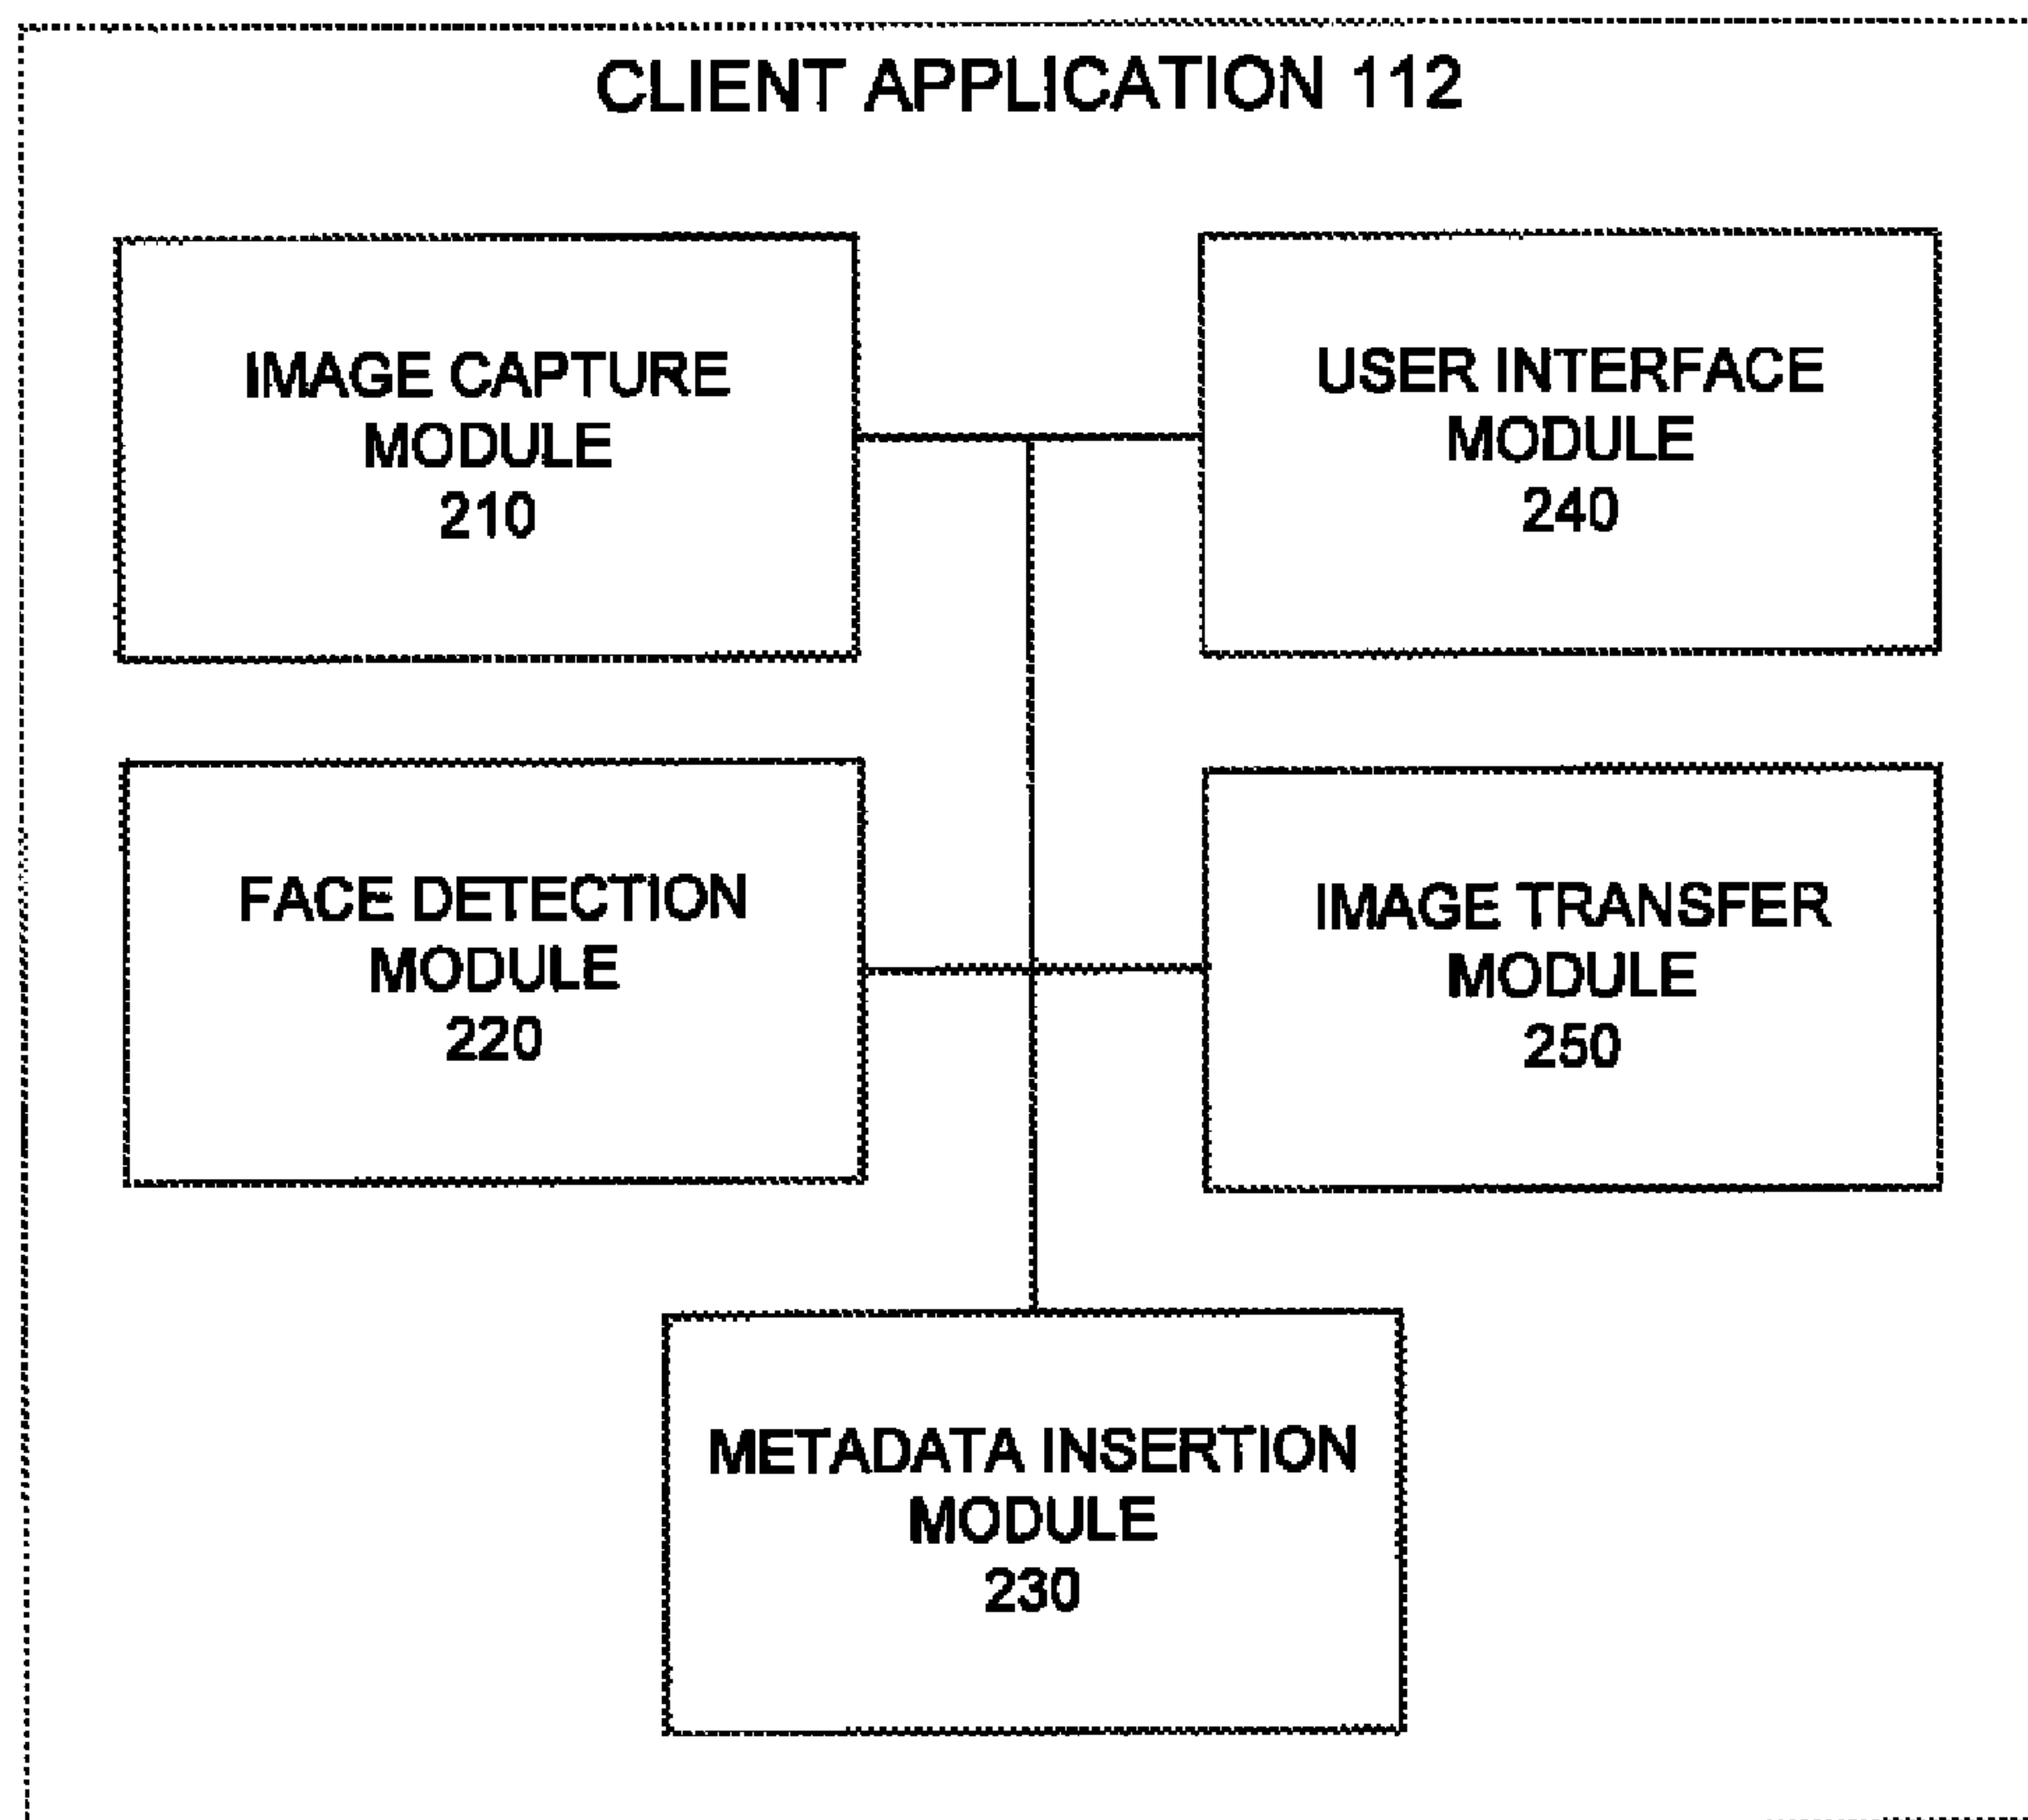 CLIENT APPLICATION 112
IMAGE CAPTURE
MODULE
210
USER INTERFACE
MODULE
240
FACE DETECTION
MODULE
220
IMAGE TRANSFER
MODULE
250
METADATA INSERTION
MODULE
230